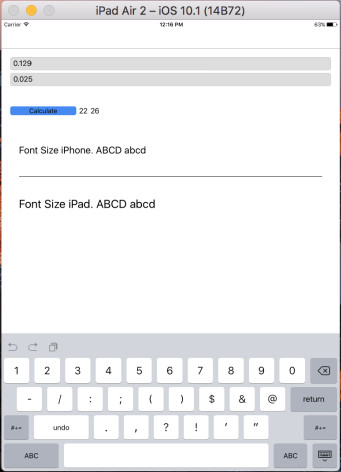 iPad Air 2 – iOS 10.1 (14B72)
Carrier 12:16 PM 63%
0.129
0.025
Calculate 22 26
Font Size iPhone. ABCD abcd
Font Size iPad. ABCD abcd
1 2 3 4 5 6 7 8 9 0
- / : ; ( ) $ & @ return
#+= undo . , ? ! ' " #+=
ABC ABC